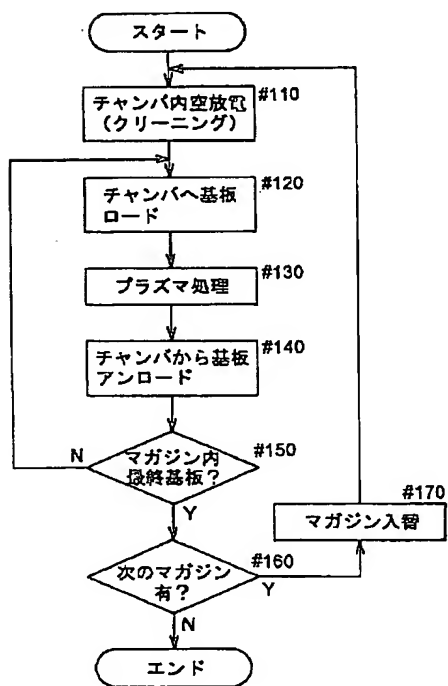 スタート
チャンバ内空放電
（クリーニング）
#110
チャンバへ基板
ロード
#120
プラズマ処理
#130
チャンバから基板
アンロード
#140
マガジン内
最終基板？
#150
N
Y
マガジン入替
#170
次のマガジン
有？
#160
Y
N
エンド